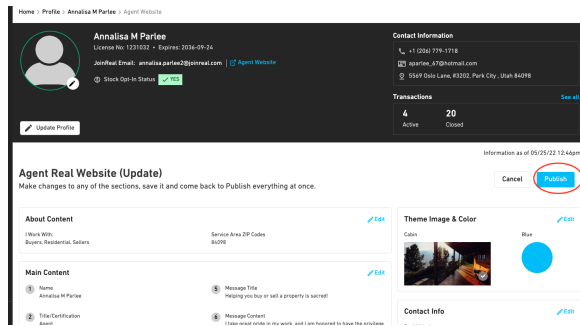 Home > Profile > Annalisa M Parlee > Agent Website
Annalisa M Parlee
License No: 1231032 • Expires: 2036-09-24
JoinReal Email: annalisa.parlee2@joinreal.com | Agent Website
Stock Opt-In Status ✓ YES
Update Profile
Contact Information
+1 (206) 779-1718
aparlee_67@hotmail.com
5569 Oslo Lane, #3202, Park City , Utah 84098
Transactions
See all
4 20
Active Closed
Information as of 05/25/22 12:46pm
Agent Real Website (Update)
Make changes to any of the sections, save it and come back to Publish everything at once.
Cancel Publish
About Content Edit
I Work With: Service Area ZIP Codes
Buyers, Residential, Sellers 84098
Theme Image & Color Edit
Cabin Blue
Main Content Edit
1 Name 5 Message Title
Annalisa M Parlee Helping you buy or sell a property is sacred!
2 Title/Certification 6 Message Content
Agent I take great pride in my work, and I am honored to have the privilege
Contact Info Edit